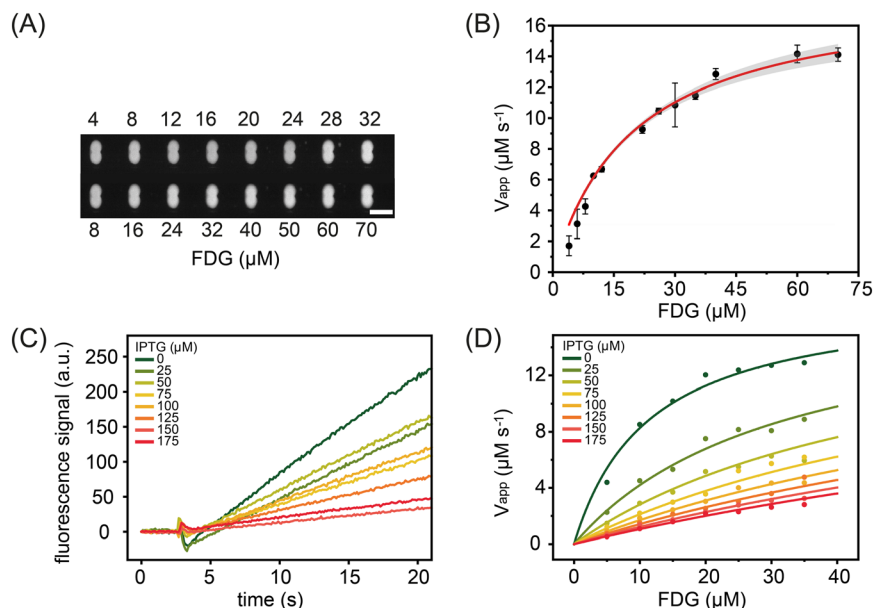 (A)
4 8 12 16 20 24 28 32
8 16 24 32 40 50 60 70
FDG (µM)
(B)
16
14
12
10
8
6
4
2
0
Vapp (µM s⁻¹)
0 15 30 45 60 75
FDG (µM)
(C)
IPTG (µM)
0
25
50
75
100
125
150
175
250
200
150
100
50
0
fluorescence signal (a.u.)
0 5 10 15 20
time (s)
(D)
IPTG (µM)
0
25
50
75
100
125
150
175
12
8
4
0
Vapp (µM s⁻¹)
0 10 20 30 40
FDG (µM)